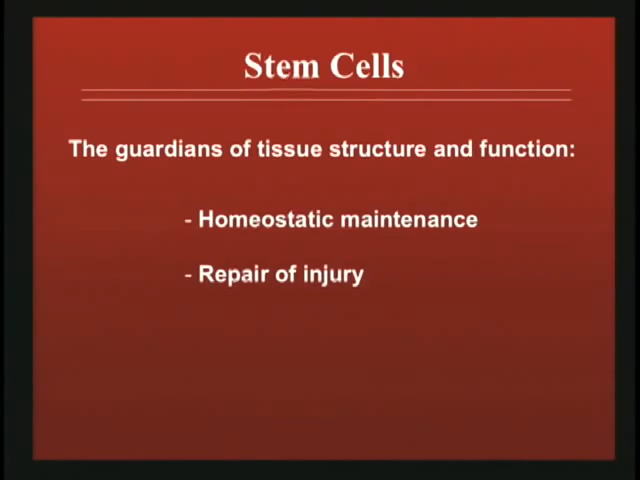 Stem Cells
The guardians of tissue structure and function:
- Homeostatic maintenance
- Repair of injury